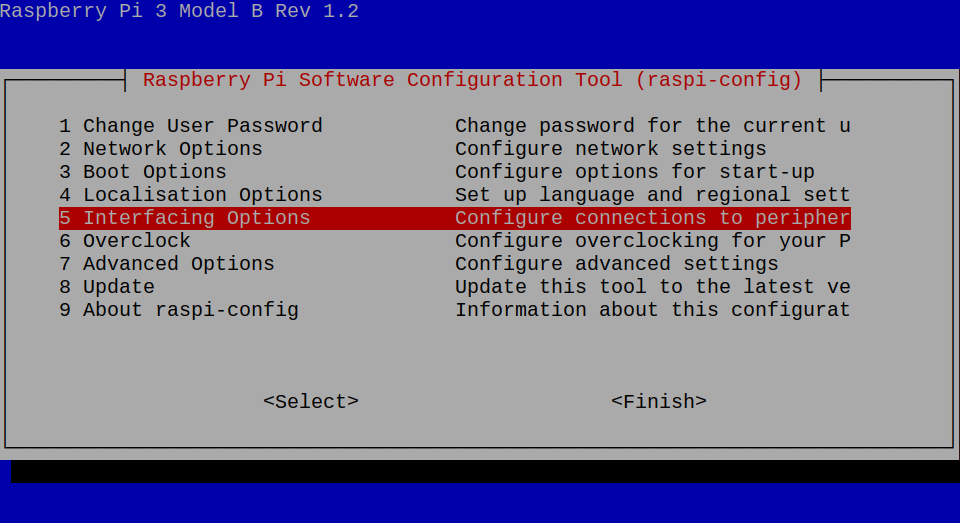 Raspberry Pi 3 Model B Rev 1.2
Raspberry Pi Software Configuration Tool (raspi-config)
1 Change User Password Change password for the current u
2 Network Options Configure network settings
3 Boot Options Configure options for start-up
4 Localisation Options Set up language and regional sett
5 Interfacing Options Configure connections to peripher
6 Overclock Configure overclocking for your P
7 Advanced Options Configure advanced settings
8 Update Update this tool to the latest ve
9 About raspi-config Information about this configurat
<Select> <Finish>